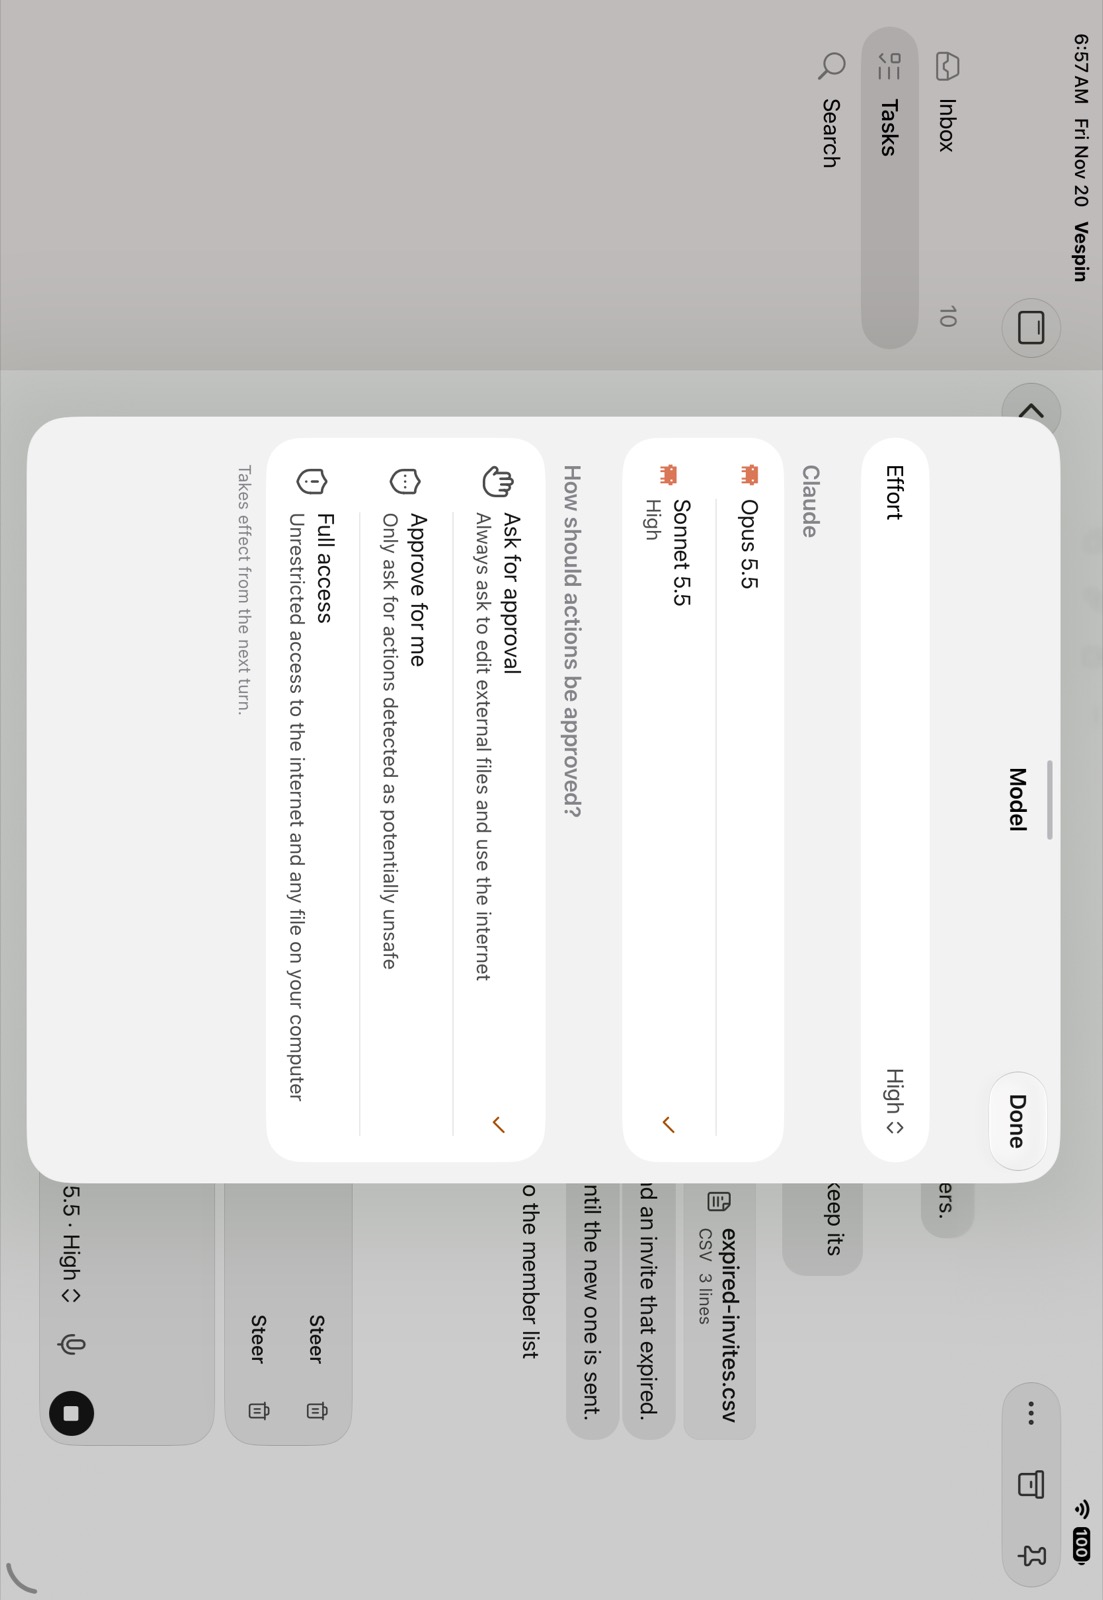 6:57 AM Fri Nov 20 Vespin
100
Inbox 10
Tasks
Search
Model
Done
Effort
High
Claude
Opus 5.5
Sonnet 5.5
High
How should actions be approved?
Ask for approval
Always ask to edit external files and use the internet
Approve for me
Only ask for actions detected as potentially unsafe
Full access
Unrestricted access to the internet and any file on your computer
Takes effect from the next turn.
ers.
keep its
expired-invites.csv
CSV 3 lines
nd an invite that expired.
ntil the new one is sent.
o the member list
Steer
Steer
5.5 · High